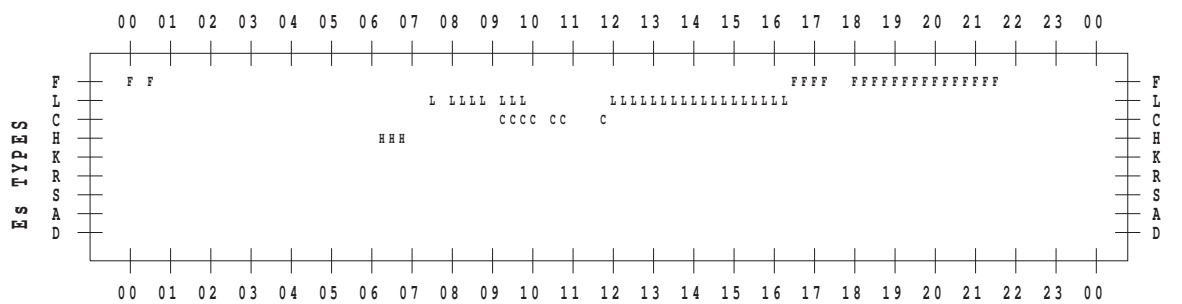 00 01 02 03 04 05 06 07 08 09 10 11 12 13 14 15 16 17 18 19 20 21 22 23 00
F F F FFFF FFFFFFFFFFFFFFF F
L L LLLL LLL LLLLLLLLLLLLLLLLLL L
C CCCC CC C C
H HHH H
K K
R R
S S
A A
D D
Es TYPES
00 01 02 03 04 05 06 07 08 09 10 11 12 13 14 15 16 17 18 19 20 21 22 23 00